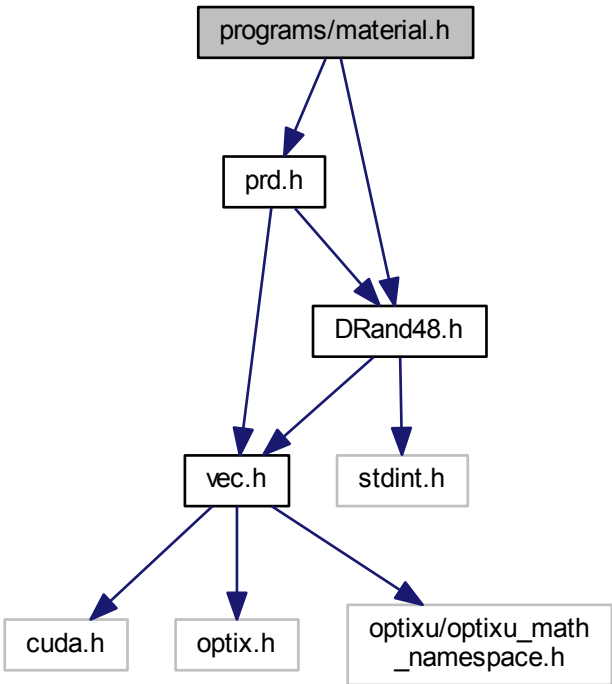 programs/material.h
prd.h
DRand48.h
vec.h
stdint.h
cuda.h
optix.h
optixu/optixu_math
_namespace.h